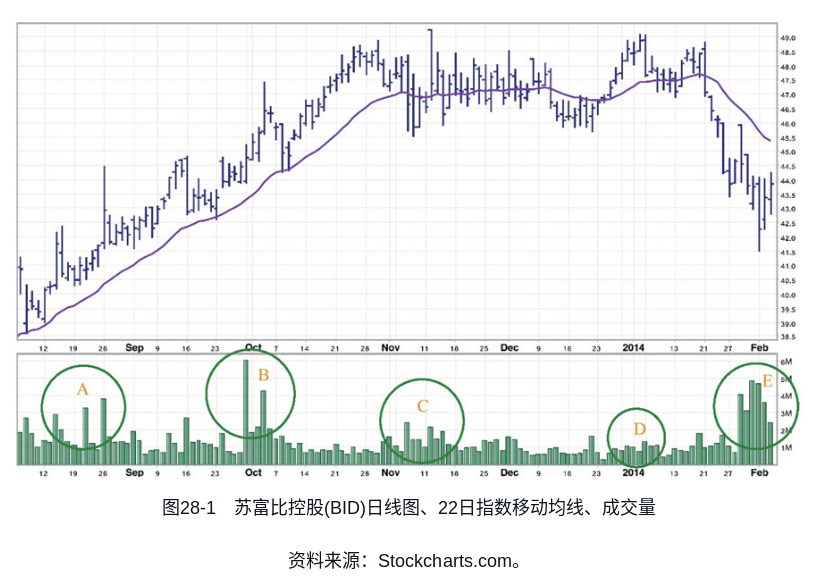 49.0
48.5
48.0
47.5
47.0
46.5
46.0
45.5
45.0
44.5
44.0
43.5
43.0
42.5
42.0
41.5
41.0
40.5
40.0
39.5
39.0
38.5
12 19 26 Sep 9 16 23 Oct 7 14 21 28 Nov 11 18 25 Dec 9 16 23 2014 13 21 27 Feb
A B C D E
6M
5M
4M
3M
2M
1M
12 19 26 Sep 9 16 23 Oct 7 14 21 28 Nov 11 18 25 Dec 9 16 23 2014 13 21 27 Feb
图28-1 苏富比控股(BID)日线图、22日指数移动均线、成交量
资料来源：Stockcharts.com。